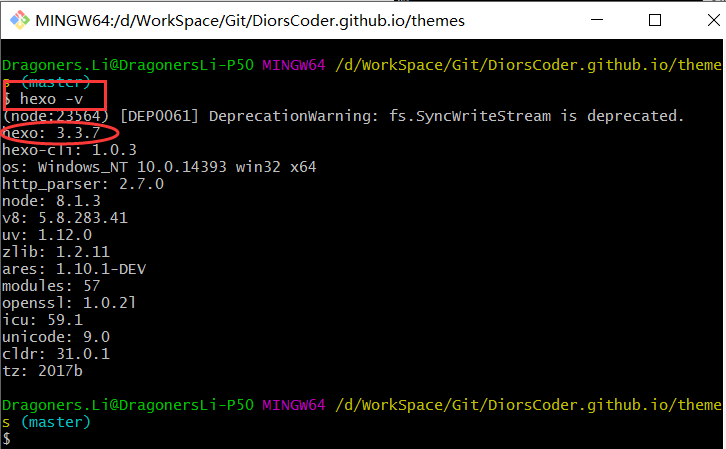 MINGW64:/d/WorkSpace/Git/DiorsCoder.github.io/themes
Dragoners.Li@DragonersLi-P50 MINGW64 /d/WorkSpace/Git/DiorsCoder.github.io/theme
s (master)
$ hexo -v
(node:23564) [DEP0061] DeprecationWarning: fs.SyncWriteStream is deprecated.
hexo: 3.3.7
hexo-cli: 1.0.3
os: Windows_NT 10.0.14393 win32 x64
http_parser: 2.7.0
node: 8.1.3
v8: 5.8.283.41
uv: 1.12.0
zlib: 1.2.11
ares: 1.10.1-DEV
modules: 57
openssl: 1.0.2l
icu: 59.1
unicode: 9.0
cldr: 31.0.1
tz: 2017b
Dragoners.Li@DragonersLi-P50 MINGW64 /d/WorkSpace/Git/DiorsCoder.github.io/theme
s (master)
$